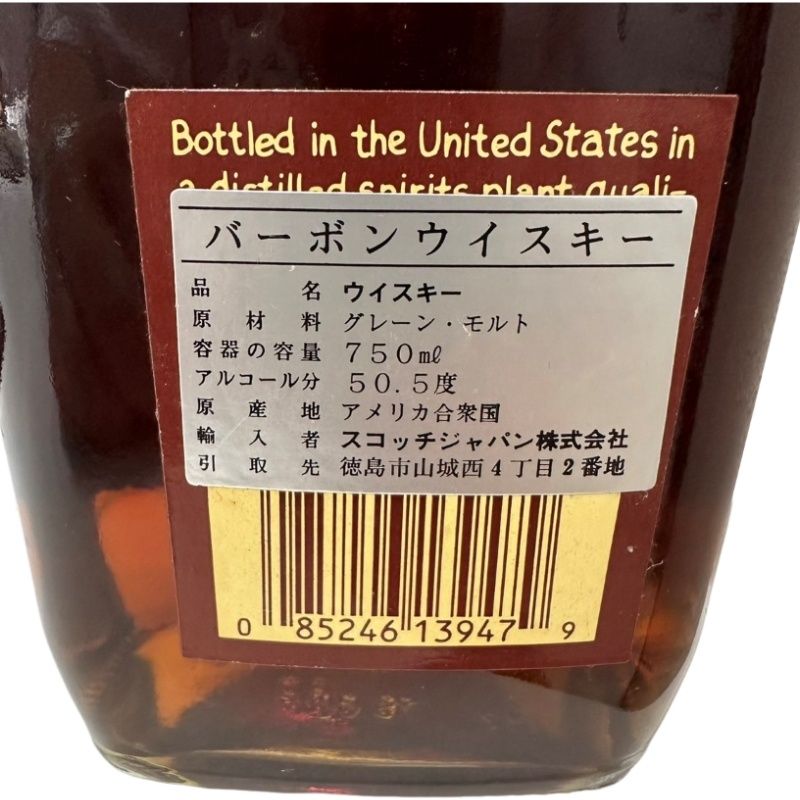 Bottled in the United States in
a distilled spirits plant quali-
バーボンウイスキー
品名 ウイスキー
原材料 グレーン・モルト
容器の容量 750㎖
アルコール分 50.5度
原産地 アメリカ合衆国
輸入者 スコッチジャパン株式会社
引取先 徳島市山城西4丁目2番地
0 85246 13947 9